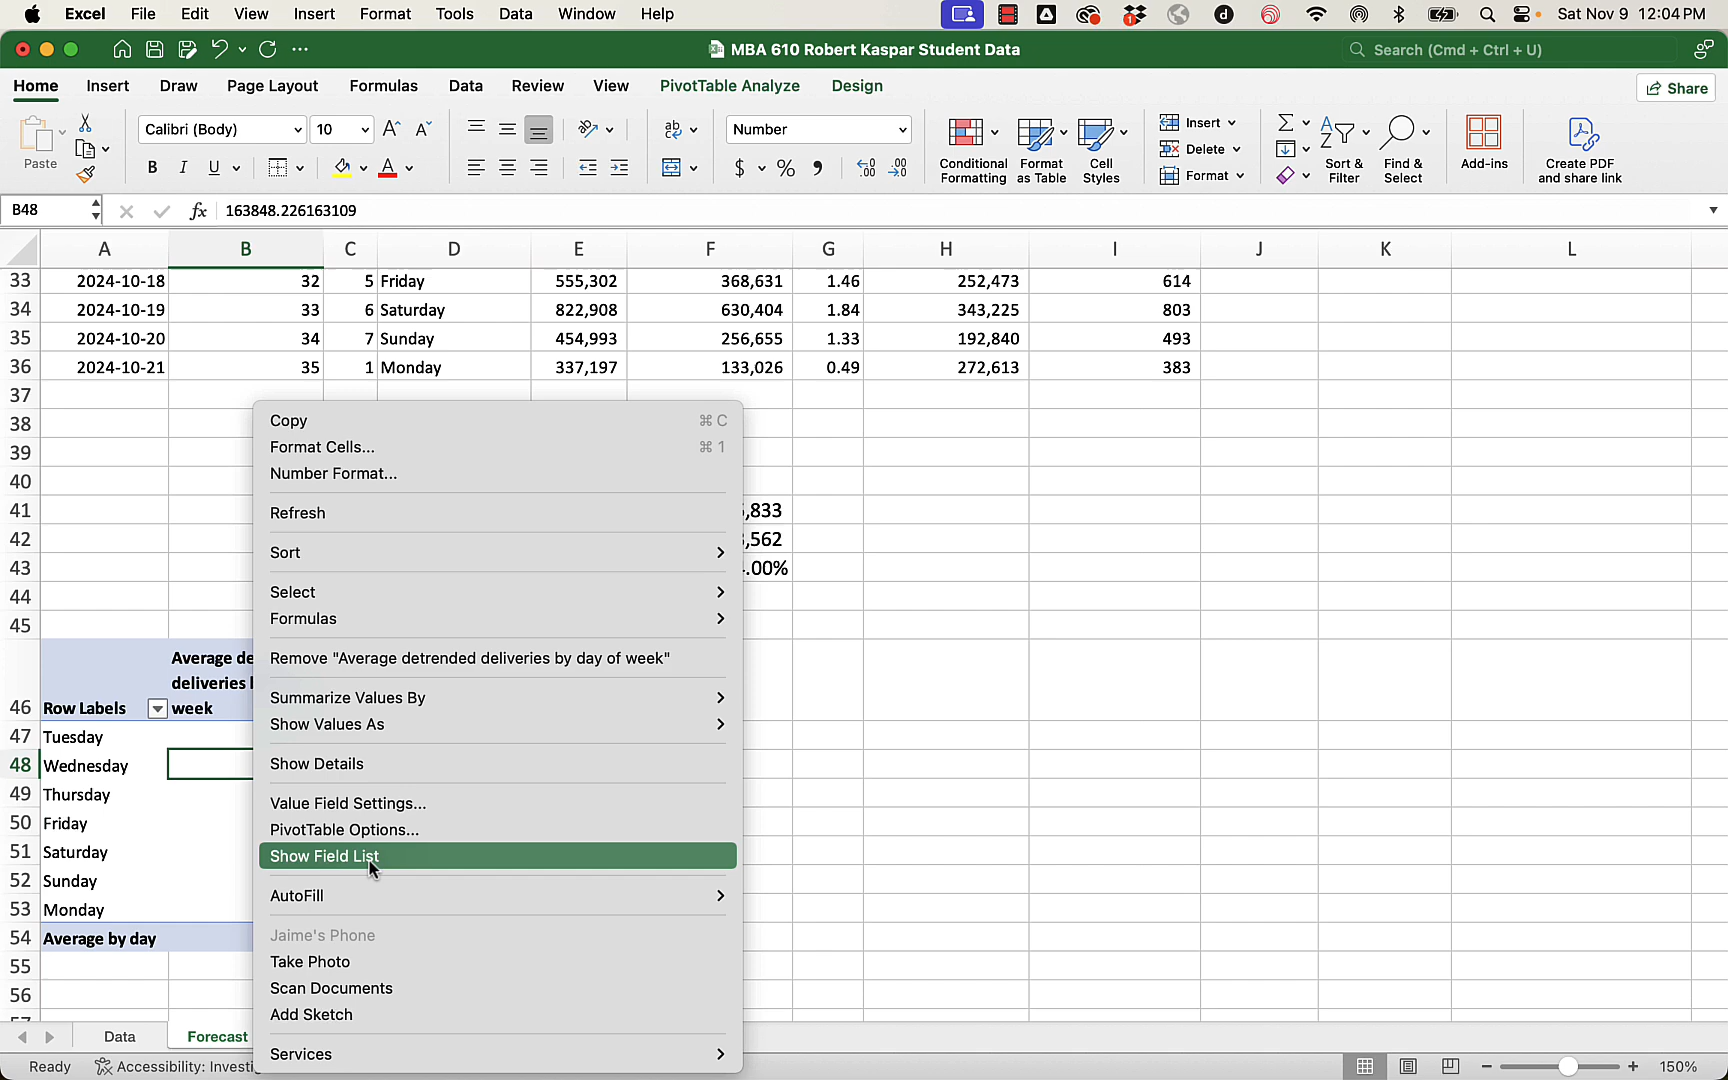 Excel File Edit View Insert Format Tools Data Window Help Sat Nov 9 12:04 PM
MBA 610 Robert Kaspar Student Data
Search (Cmd + Ctrl + U)
Home Insert Draw Page Layout Formulas Data Review View PivotTable Analyze Design Share
Paste
Calibri (Body) 10
B I U
Number
$ % ,
Conditional Formatting
Format as Table
Cell Styles
Insert
Delete
Format
Sort & Filter
Find & Select
Add-ins
Create PDF and share link
B48 fx 163848.226163109
A B C D E F G H I J K L
33 2024-10-18 32 5 Friday 555,302 368,631 1.46 252,473 614
34 2024-10-19 33 6 Saturday 822,908 630,404 1.84 343,225 803
35 2024-10-20 34 7 Sunday 454,993 256,655 1.33 192,840 493
36 2024-10-21 35 1 Monday 337,197 133,026 0.49 272,613 383
37
38
39
40
41 ,833
42 ,562
43 .00%
44
45
46 Row Labels Average de
deliveries
week
47 Tuesday
48 Wednesday
49 Thursday
50 Friday
51 Saturday
52 Sunday
53 Monday
54 Average by day
55
56
Copy ⌘ C
Format Cells... ⌘ 1
Number Format...
Refresh
Sort
Select
Formulas
Remove "Average detrended deliveries by day of week"
Summarize Values By
Show Values As
Show Details
Value Field Settings...
PivotTable Options...
Show Field List
AutoFill
Jaime's Phone
Take Photo
Scan Documents
Add Sketch
Services
Data Forecast
Ready Accessibility: Investig 150%